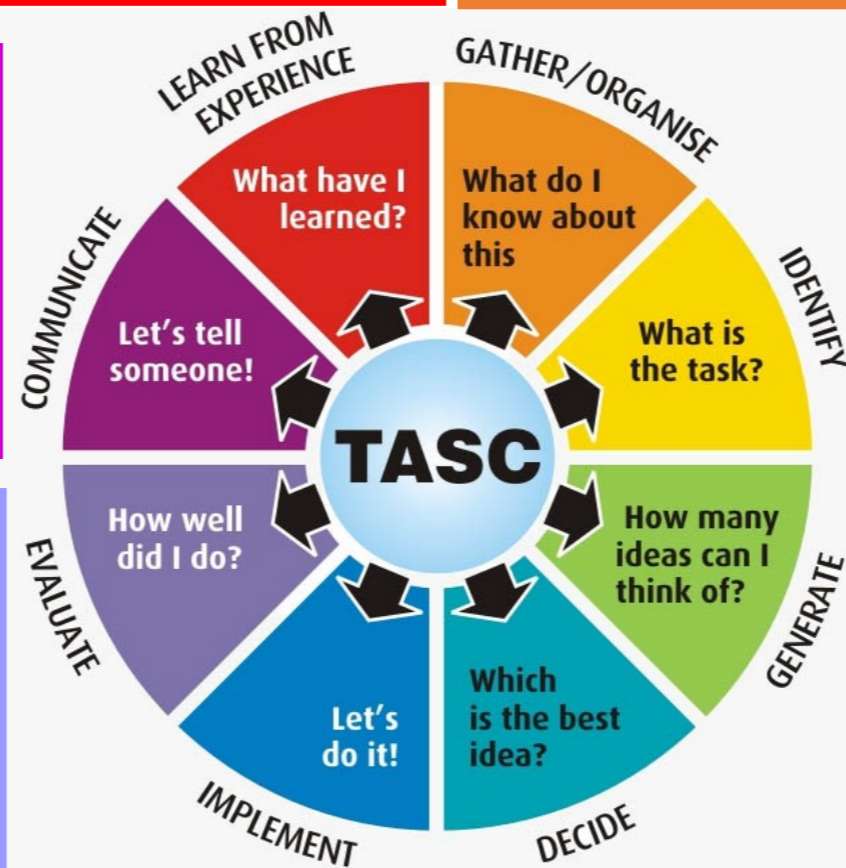 GATHER/ORGANISE
What do I
know about
this
IDENTIFY
What is
the task?
GENERATE
How many
ideas can I
think of?
DECIDE
Which
is the best
idea?
IMPLEMENT
Let's
do it!
EVALUATE
How well
did I do?
COMMUNICATE
Let's tell
someone!
LEARN FROM
EXPERIENCE
What have I
learned?
TASC